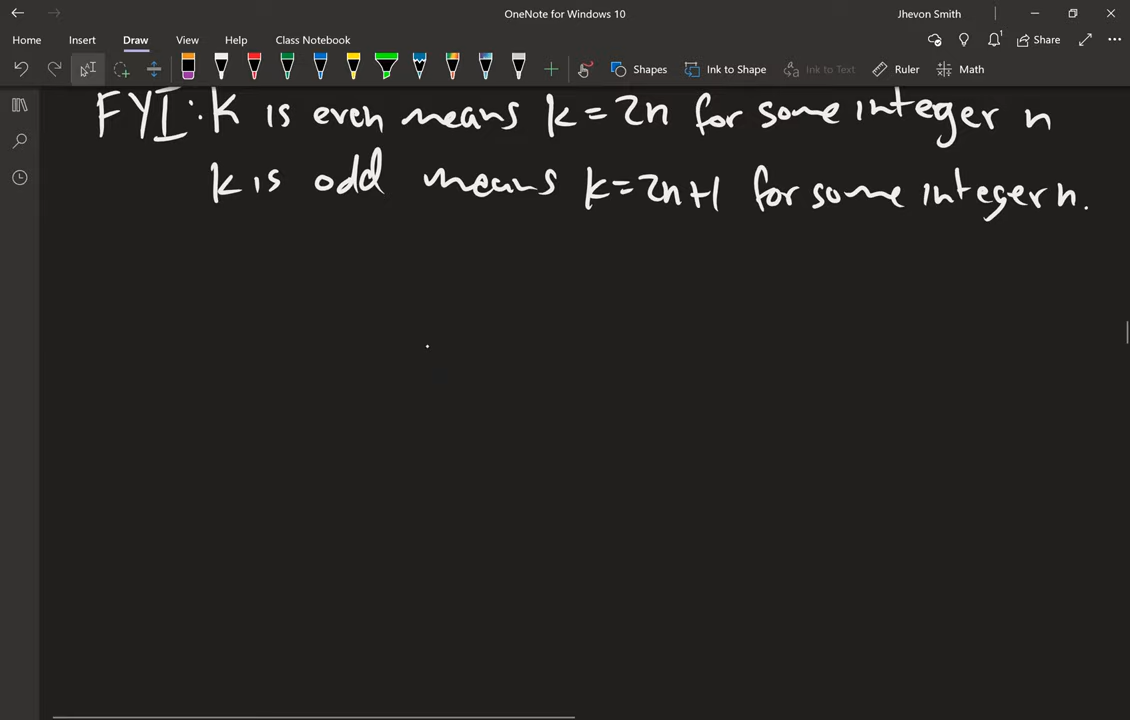 OneNote for Windows 10
Jhevon Smith
Home Insert Draw View Help Class Notebook
Share
Shapes Ink to Shape Ink to Text Ruler Math
FYI: K is even means k = 2n for some integer n
k is odd means k = 2n+1 for some integer n.